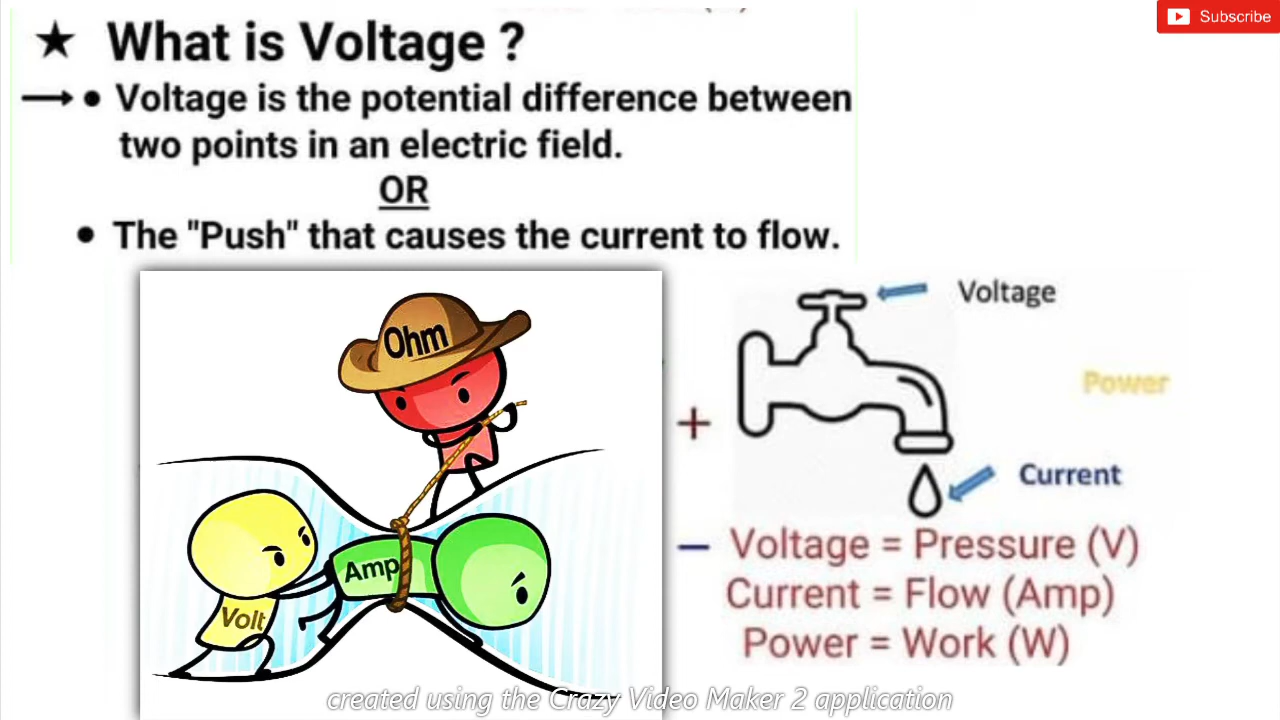 Subscribe
★ What is Voltage ?
→ • Voltage is the potential difference between
two points in an electric field.
OR
• The "Push" that causes the current to flow.
Ohm
Amp
Volt
Voltage
Power
+
Current
– Voltage = Pressure (V)
Current = Flow (Amp)
Power = Work (W)
created using the Crazy Video Maker 2 application